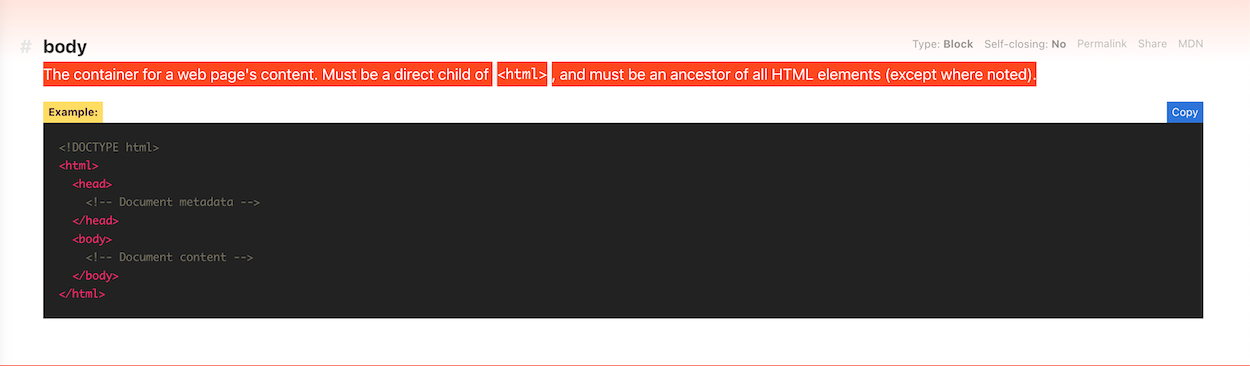 # body
Type: Block Self-closing: No Permalink Share MDN
The container for a web page's content. Must be a direct child of <html>, and must be an ancestor of all HTML elements (except where noted).
Example:
Copy
<!DOCTYPE html>
<html>
  <head>
    <!-- Document metadata -->
  </head>
  <body>
    <!-- Document content -->
  </body>
</html>